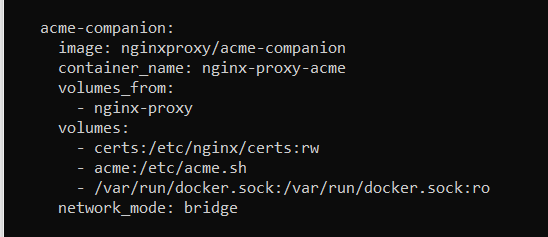 acme-companion:
image: nginxproxy/acme-companion
container_name: nginx-proxy-acme
volumes_from:
- nginx-proxy
volumes:
- certs:/etc/nginx/certs:rw
- acme:/etc/acme.sh
- /var/run/docker.sock:/var/run/docker.sock:ro
network_mode: bridge